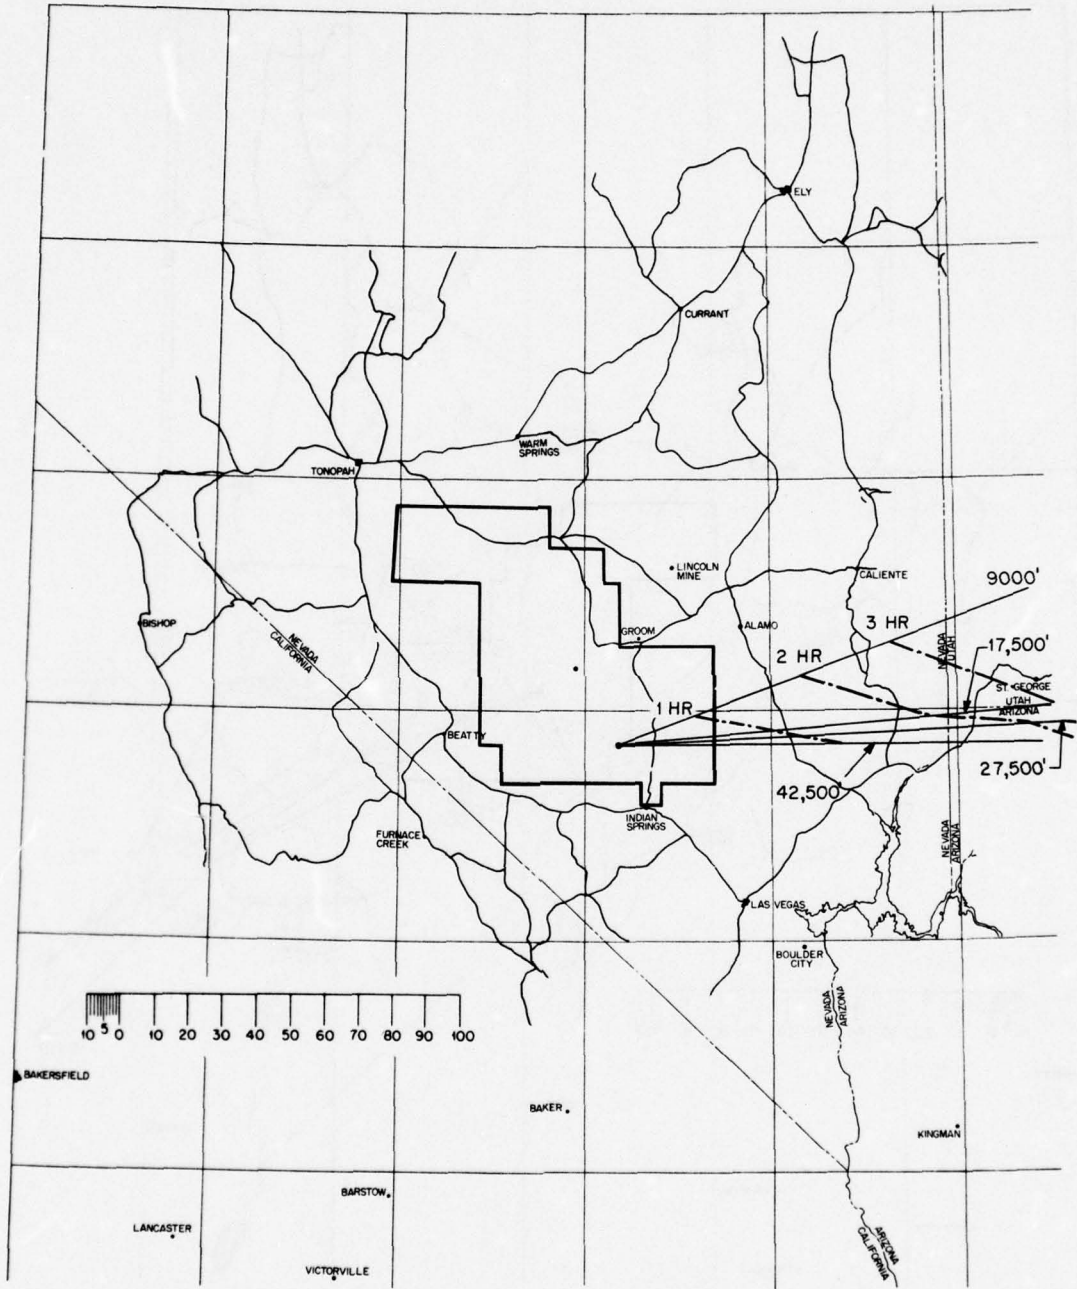 ELY
CURRANT
WARM
SPRINGS
TONOPAH
LINCOLN
MINE
CALIENTE
9000'
BISHOP
NEVADA
CALIFORNIA
GROOM
ALAMO
3 HR
NEVADA
UTAH
17,500'
2 HR
ST. GEORGE
UTAH
ARIZONA
1 HR
BEATTY
27,500'
42,500'
INDIAN
SPRINGS
FURNACE
CREEK
NEVADA
ARIZONA
LAS VEGAS
BOULDER
CITY
NEVADA
ARIZONA
10 5 0 10 20 30 40 50 60 70 80 90 100
BAKERSFIELD
BAKER
KINGMAN
BARSTOW
LANCASTER
ARIZONA
CALIFORNIA
VICTORVILLE